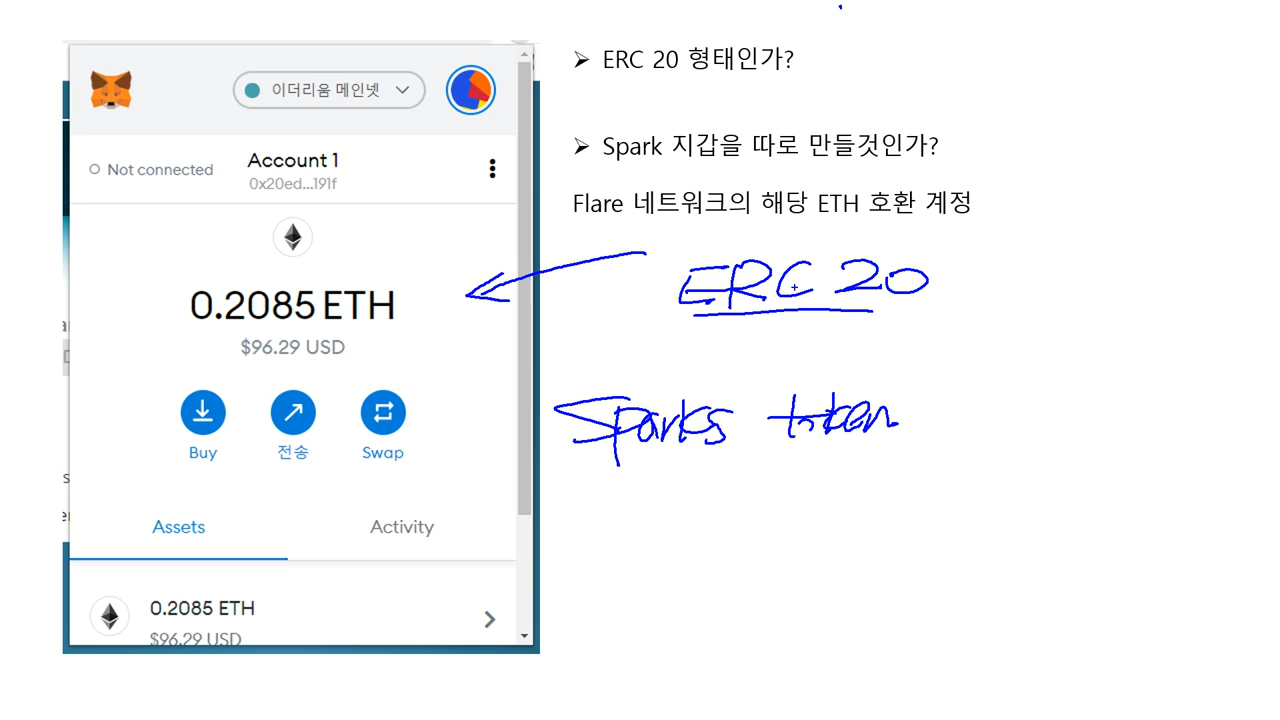 이더리움 메인넷
Not connected
Account 1
0x20ed...191f
0.2085 ETH
$96.29 USD
Buy
전송
Swap
Assets
Activity
0.2085 ETH
$96.29 USD
➢ ERC 20 형태인가?
➢ Spark 지갑을 따로 만들것인가?
Flare 네트워크의 해당 ETH 호환 계정
ERC 20
Sparks token